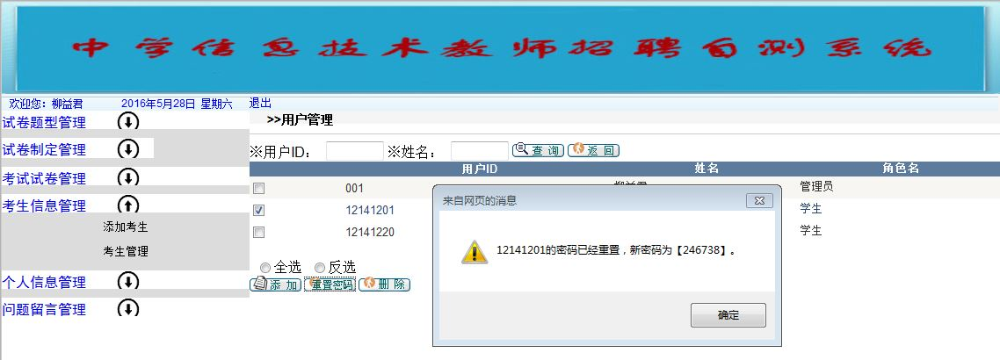 中学信息技术教师招聘自测系统
欢迎您：柳益君 2016年5月28日 星期六 退出
试卷题型管理
试卷制定管理
考试试卷管理
考生信息管理
添加考生
考生管理
个人信息管理
问题留言管理
>>用户管理
※用户ID： ※姓名： 查 询 返 回
用户ID 姓名 角色名
001 柳益君 管理员
12141201 学生
12141220 学生
全选 反选
添 加 重置密码 删 除
来自网页的消息
12141201的密码已经重置，新密码为【246738】。
确定